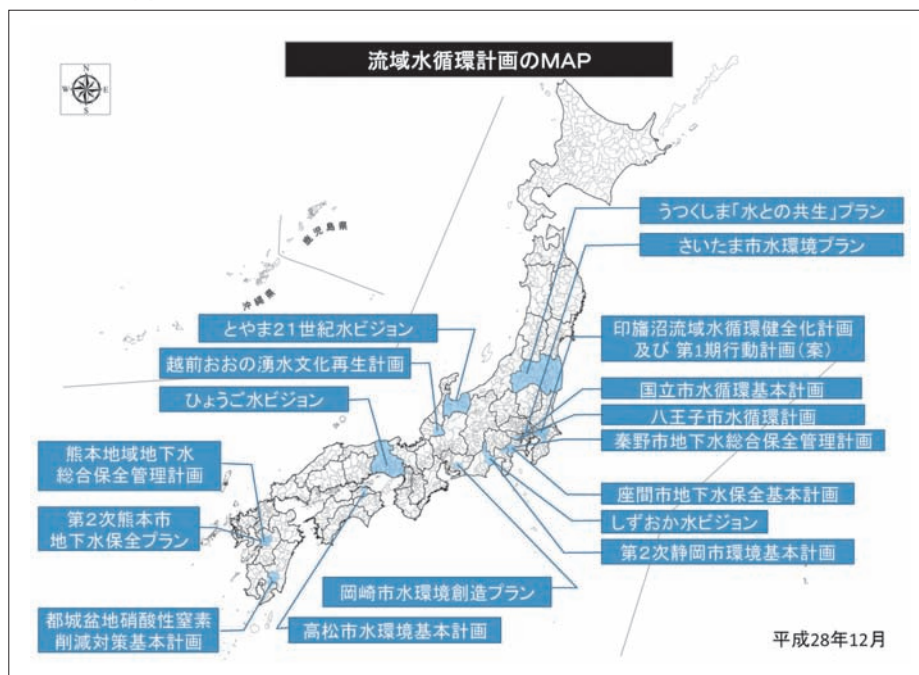 流域水循環計画のMAP
N
W E
S
鹿児島県
沖縄県
うつくしま「水との共生」プラン
さいたま市水環境プラン
印旛沼流域水循環健全化計画
及び 第1期行動計画(案)
国立市水循環基本計画
八王子市水循環計画
秦野市地下水総合保全管理計画
座間市地下水保全基本計画
しずおか水ビジョン
第2次静岡市環境基本計画
とやま21世紀水ビジョン
越前おおの湧水文化再生計画
ひょうご水ビジョン
熊本地域地下水
総合保全管理計画
第2次熊本市
地下水保全プラン
都城盆地硝酸性窒素
削減対策基本計画
高松市水環境基本計画
岡崎市水環境創造プラン
平成28年12月